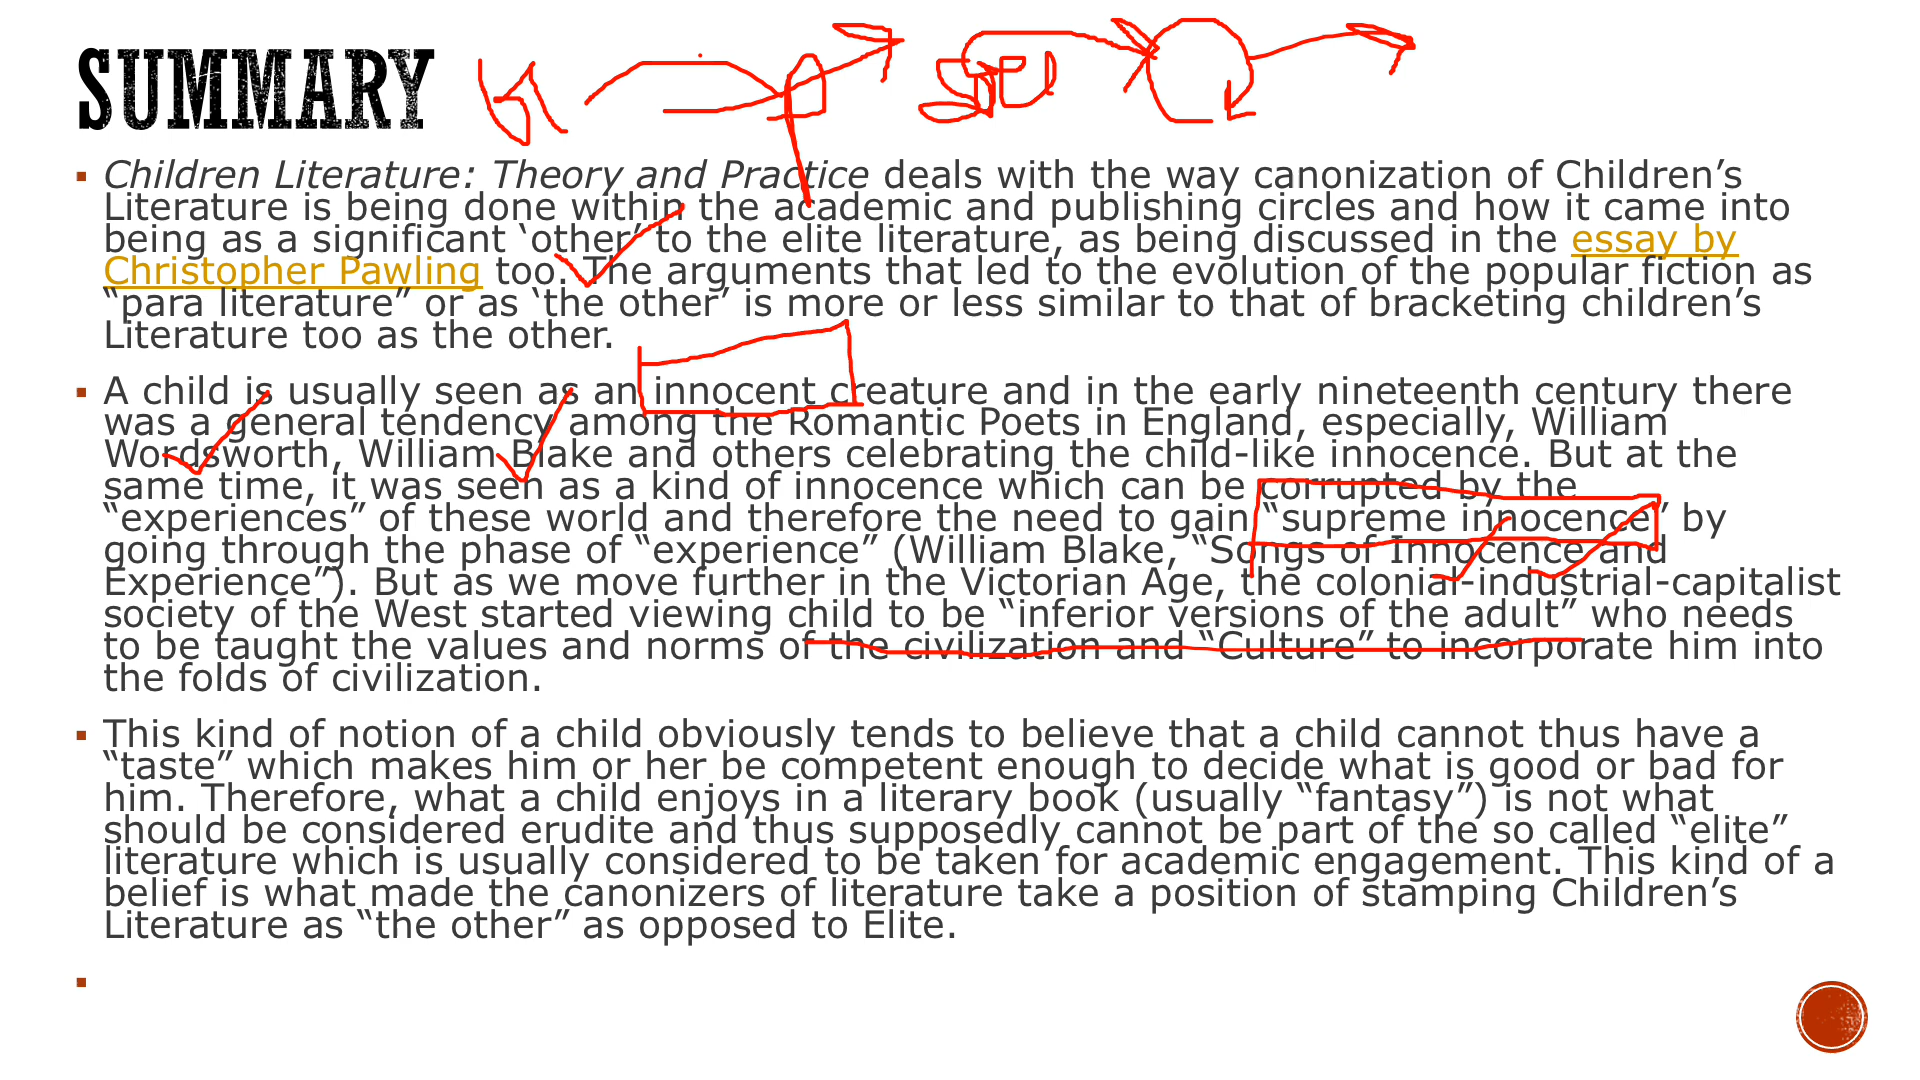 SUMMARY
Children Literature: Theory and Practice deals with the way canonization of Children’s
Literature is being done within the academic and publishing circles and how it came into
being as a significant ‘other’ to the elite literature, as being discussed in the essay by
Christopher Pawling too. The arguments that led to the evolution of the popular fiction as
“para literature” or as ‘the other’ is more or less similar to that of bracketing children’s
Literature too as the other.
A child is usually seen as an innocent creature and in the early nineteenth century there
was a general tendency among the Romantic Poets in England, especially, William
Wordsworth, William Blake and others celebrating the child-like innocence. But at the
same time, it was seen as a kind of innocence which can be corrupted by the
“experiences” of these world and therefore the need to gain “supreme innocence” by
going through the phase of “experience” (William Blake, “Songs of Innocence and
Experience”). But as we move further in the Victorian Age, the colonial-industrial-capitalist
society of the West started viewing child to be “inferior versions of the adult” who needs
to be taught the values and norms of the civilization and “Culture” to incorporate him into
the folds of civilization.
This kind of notion of a child obviously tends to believe that a child cannot thus have a
“taste” which makes him or her be competent enough to decide what is good or bad for
him. Therefore, what a child enjoys in a literary book (usually “fantasy”) is not what
should be considered erudite and thus supposedly cannot be part of the so called “elite”
literature which is usually considered to be taken for academic engagement. This kind of a
belief is what made the canonizers of literature take a position of stamping Children’s
Literature as “the other” as opposed to Elite.